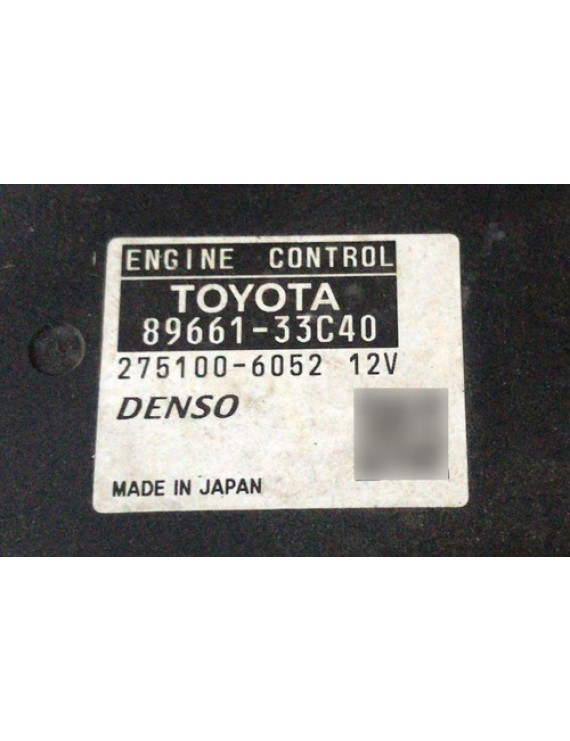 ENGINE CONTROL
TOYOTA
89661-33C40
275100-6052 12V
DENSO
MADE IN JAPAN